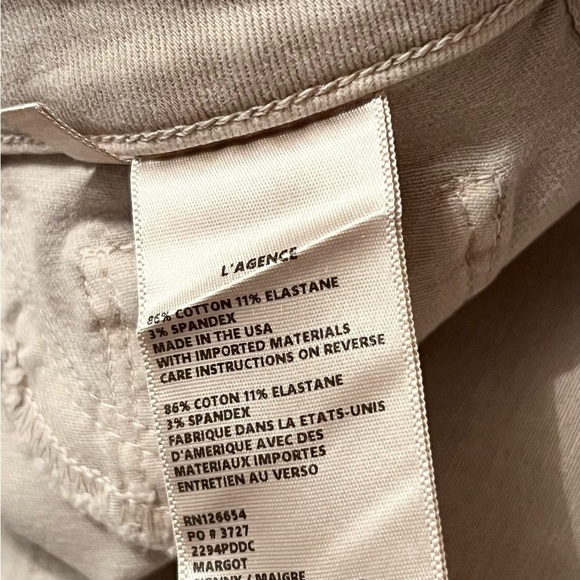 L'AGENCE
86% COTTON 11% ELASTANE
3% SPANDEX
MADE IN THE USA
WITH IMPORTED MATERIALS
CARE INSTRUCTIONS ON REVERSE
86% COTON 11% ELASTANE
3% SPANDEX
FABRIQUE DANS LA ETATS-UNIS
D'AMERIQUE AVEC DES
MATERIAUX IMPORTES
ENTRETIEN AU VERSO
RN126654
PO # 3727
2294PDDC
MARGOT
/ MAIGRE